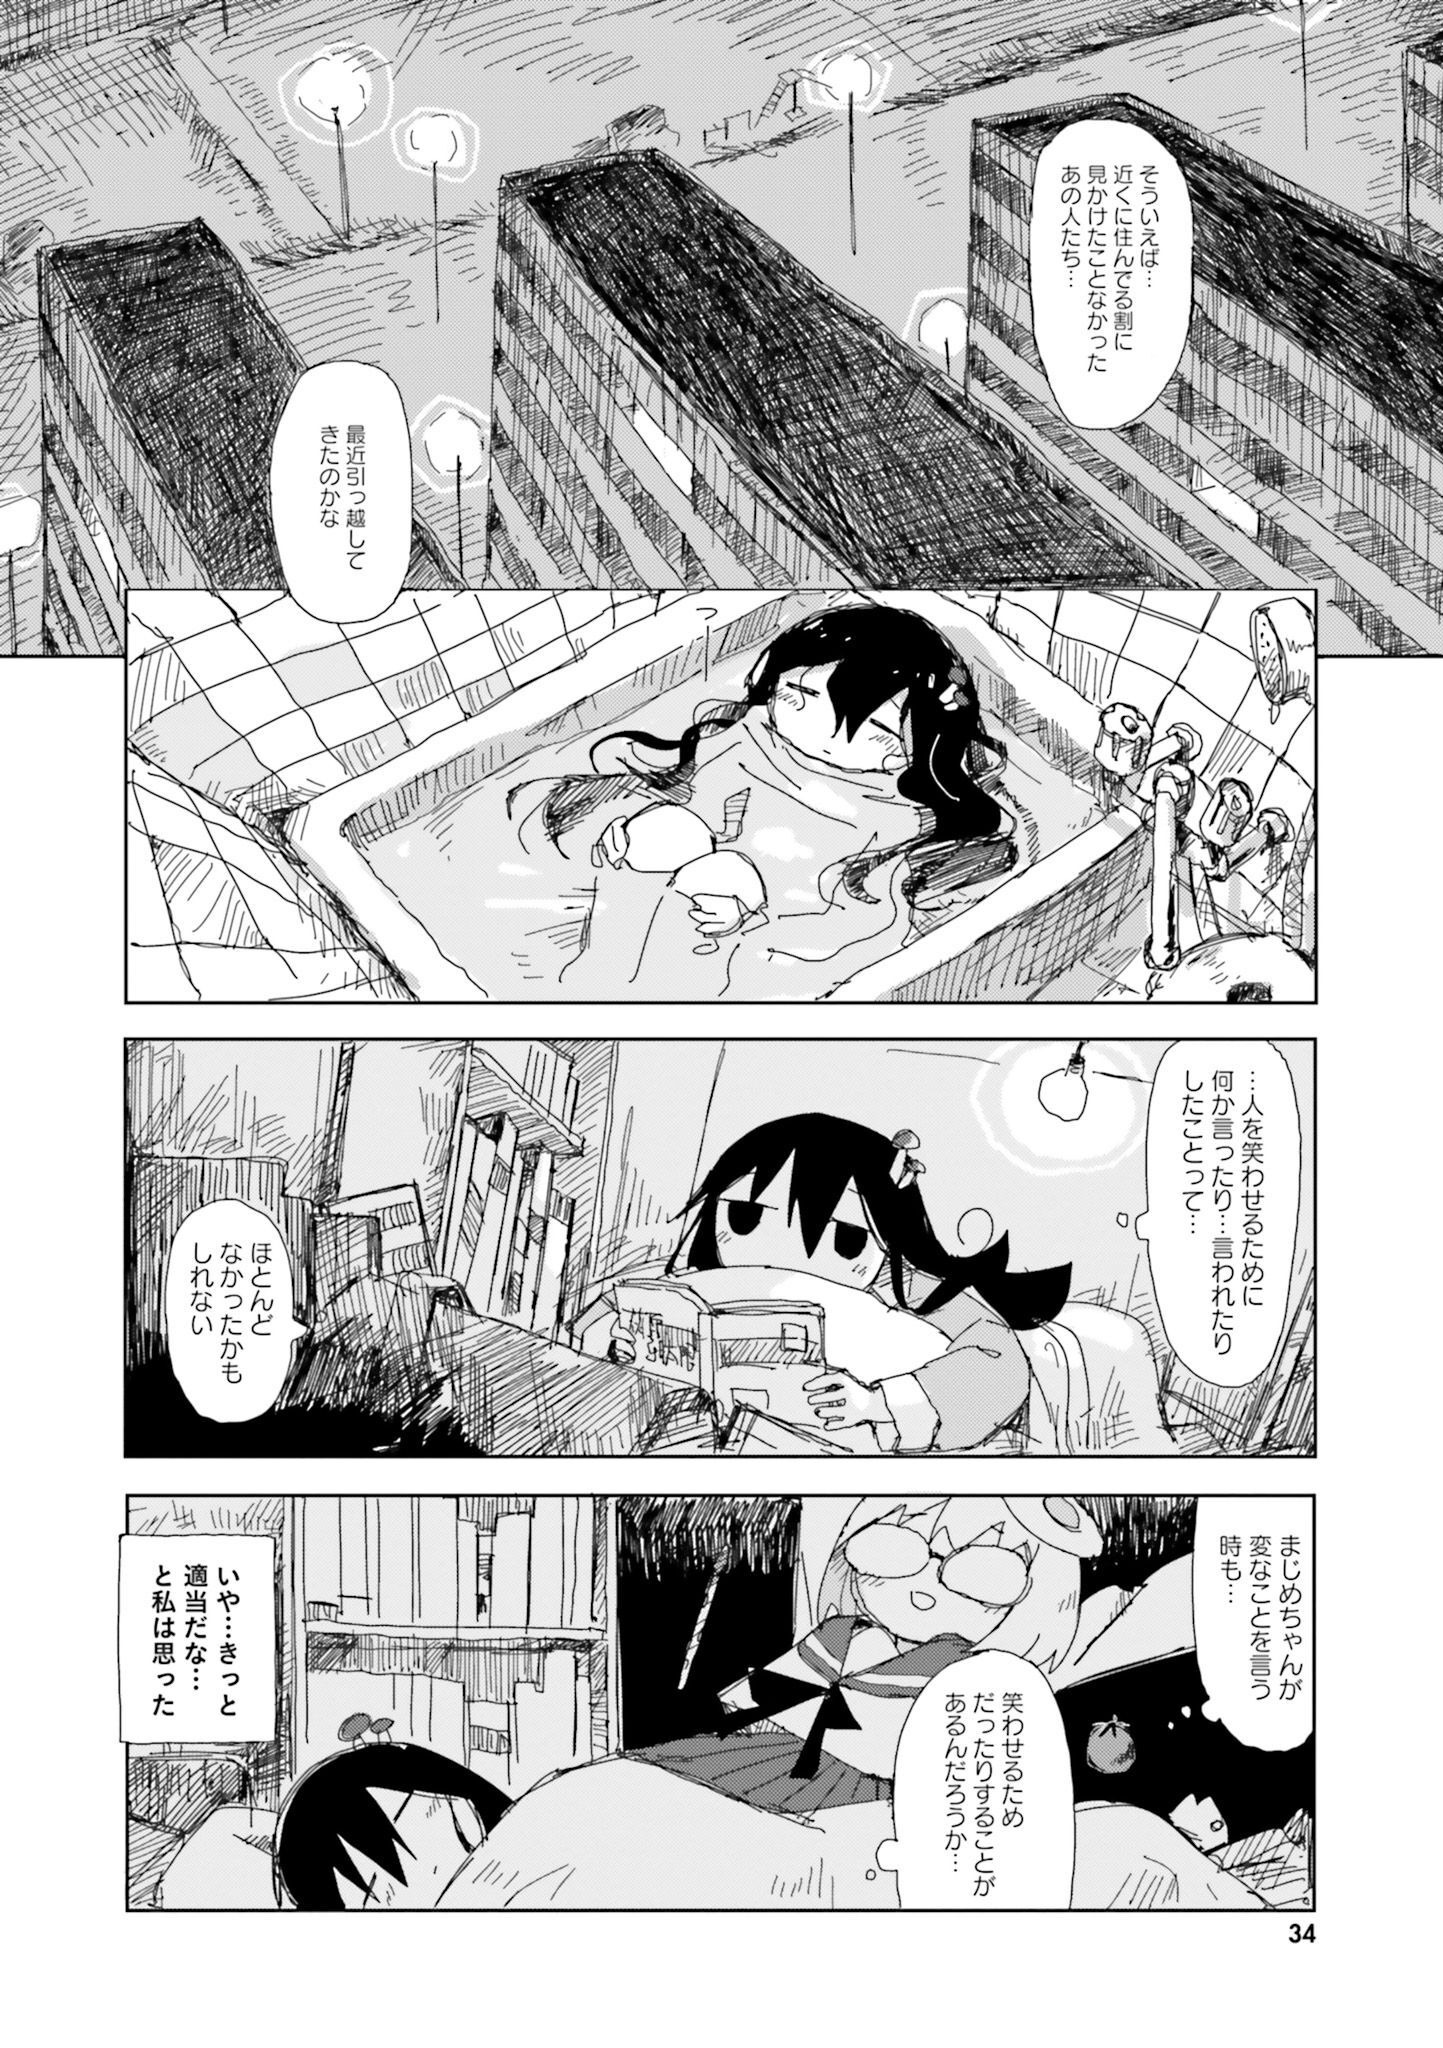 そういえば…
近くに住んでる割に
見かけたことなかった
あの人たち…
最近引っ越して
きたのかな
…人を笑わせるために
何か言ったり…言われたり
したことって…
ほとんど
なかったかも
しれない
まじめちゃんが
変なことを言う
時も…
笑わせるため
だったりすることが
あるんだろうか…
いや…きっと
適当だな…
と私は思った
34